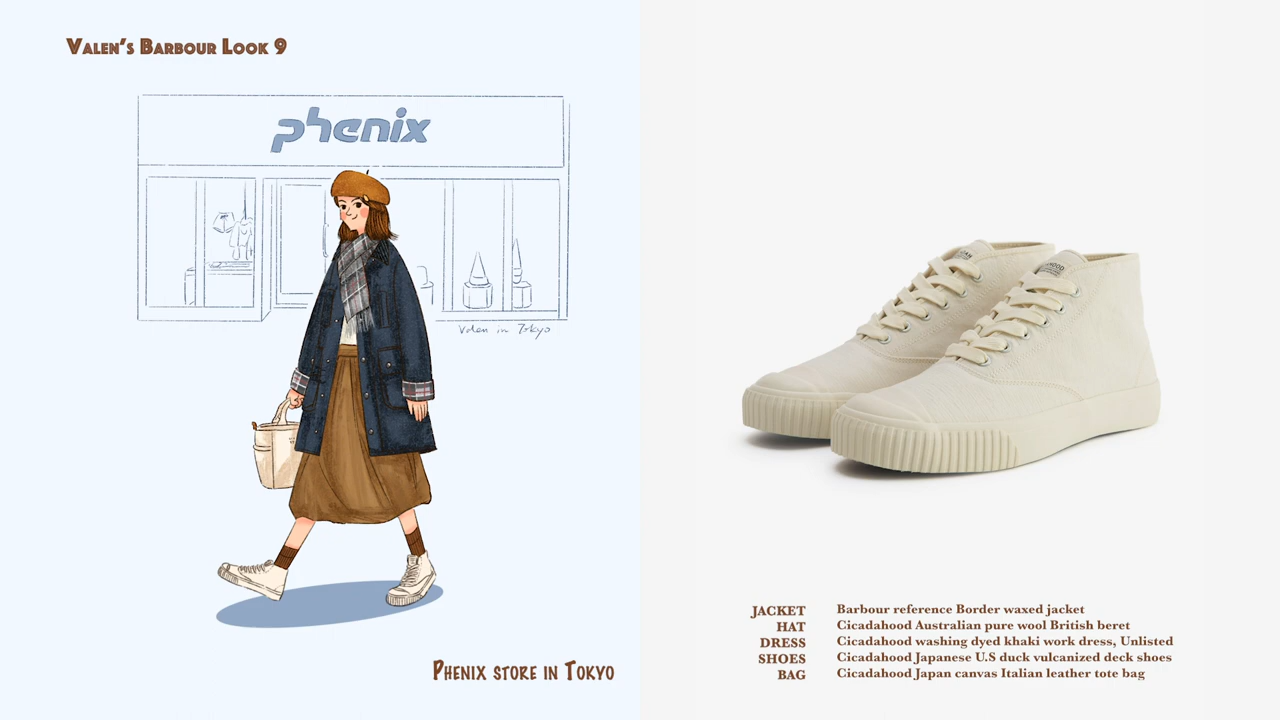 Valen's Barbour Look 9
phenix
Valen in Tokyo
Phenix store in Tokyo
JACKET Barbour reference Border waxed jacket
HAT Cicadahood Australian pure wool British beret
DRESS Cicadahood washing dyed khaki work dress, Unlisted
SHOES Cicadahood Japanese U.S duck vulcanized deck shoes
BAG Cicadahood Japan canvas Italian leather tote bag